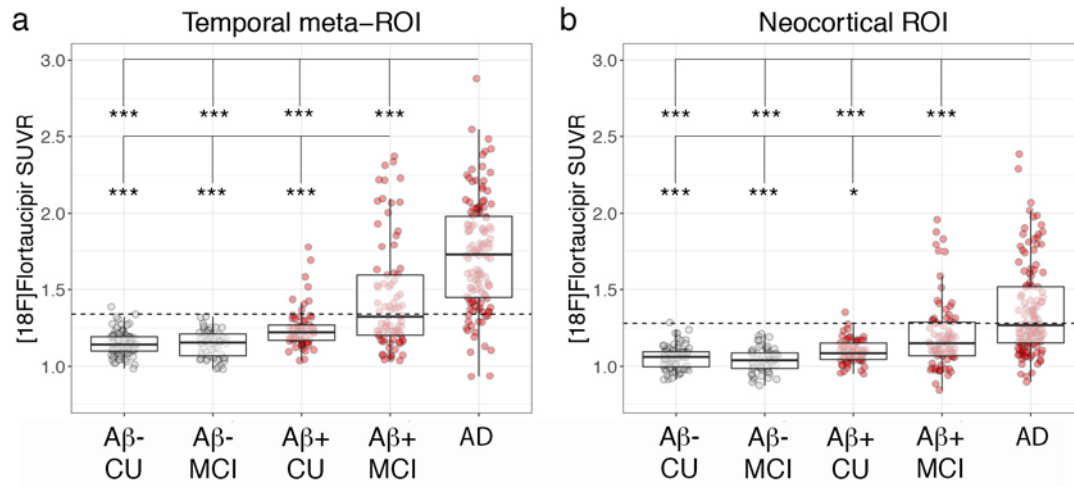 a Temporal meta-ROI
[18F]Flortaucipir SUVR
3.0
2.5
2.0
1.5
1.0
*** *** *** ***
*** *** ***
Aβ- Aβ- Aβ+ Aβ+ AD
CU MCI CU MCI
b Neocortical ROI
[18F]Flortaucipir SUVR
3.0
2.5
2.0
1.5
1.0
*** *** *** ***
*** *** *
Aβ- Aβ- Aβ+ Aβ+ AD
CU MCI CU MCI